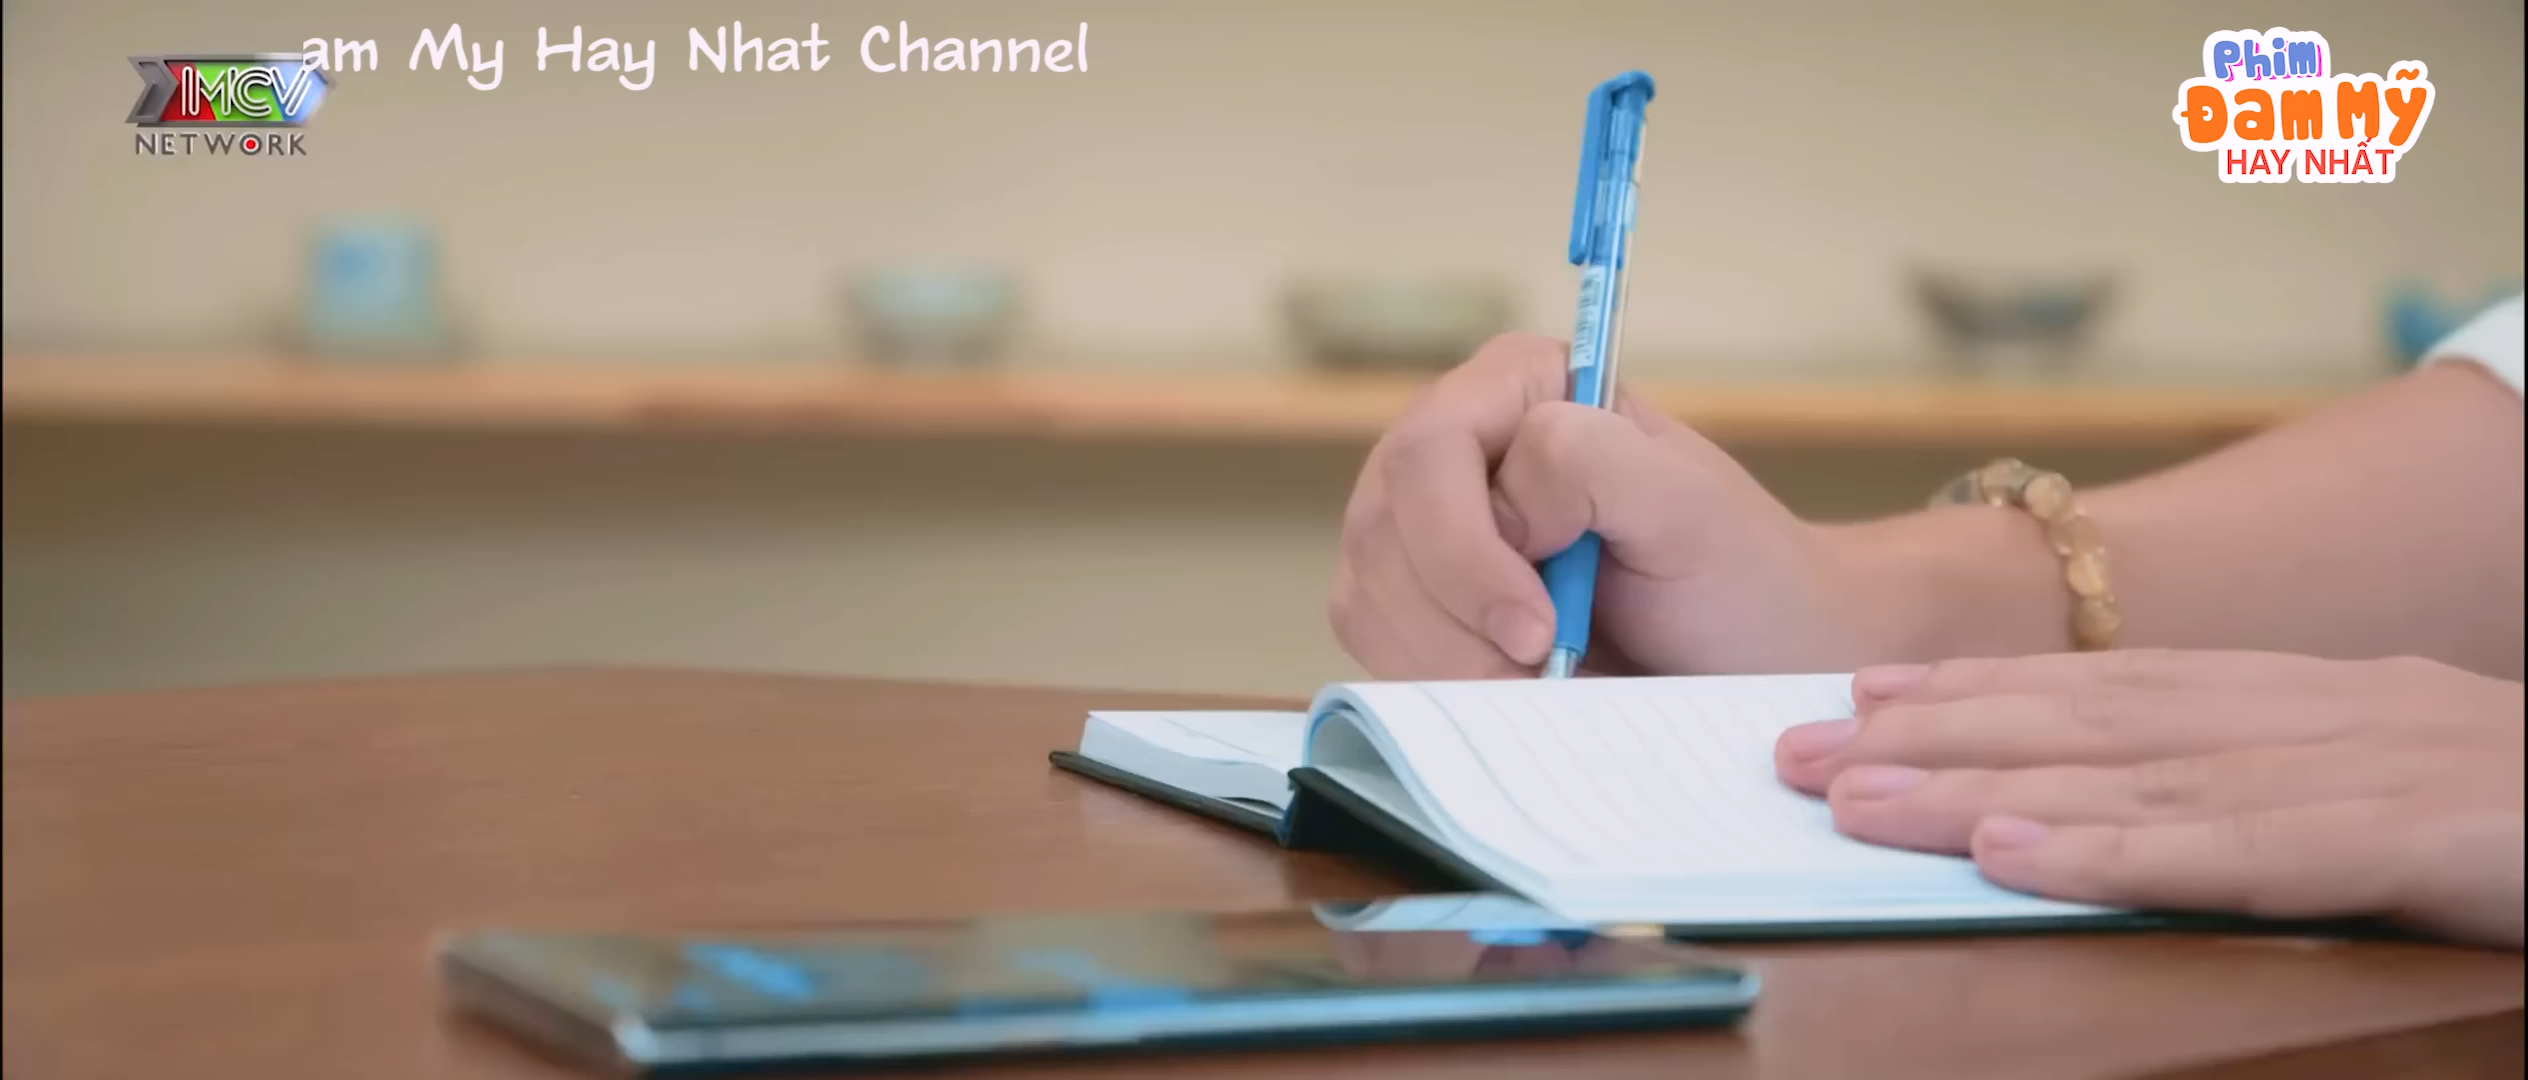 am My Hay Nhat Channel
IMCV
NETWORK
Phim
Đam Mỹ
HAY NHẤT